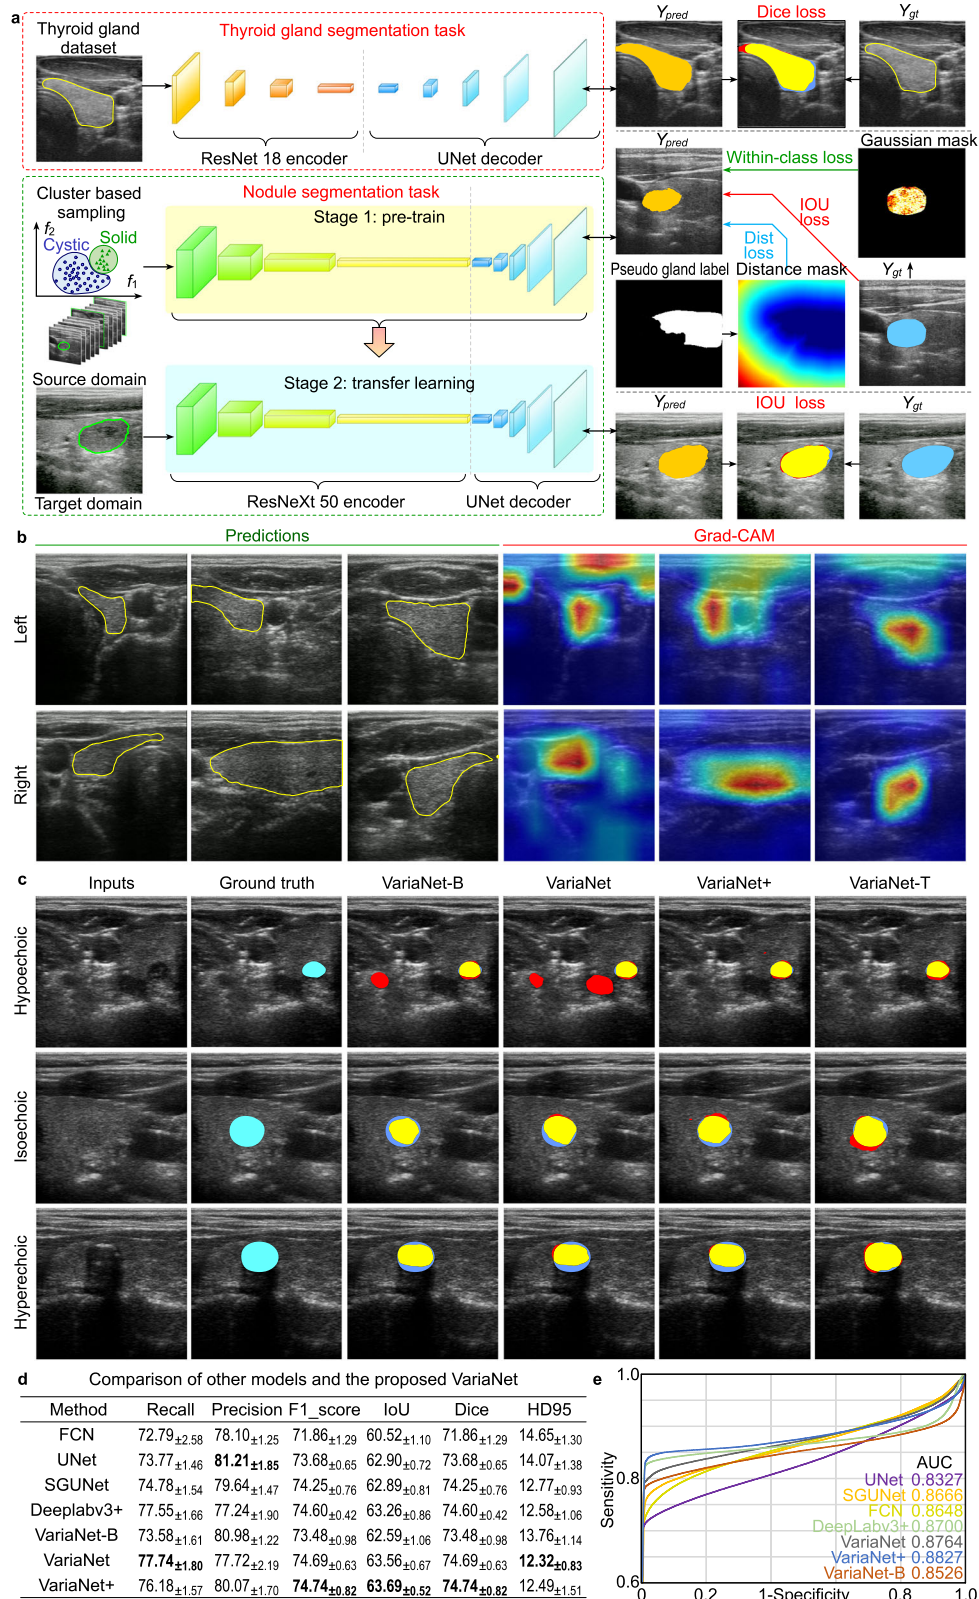 a
Thyroid gland
dataset
Thyroid gland segmentation task
ResNet 18 encoder
UNet decoder
Y_pred
Dice loss
Y_gt
Y_pred
Gaussian mask
Within-class loss
IOU
loss
Dist
loss
Pseudo gland label
Distance mask
Y_gt
Cluster based
sampling
Nodule segmentation task
Stage 1: pre-train
f₂
Cystic
Solid
f₁
Source domain
Stage 2: transfer learning
Target domain
ResNeXt 50 encoder
UNet decoder
Y_pred
IOU loss
Y_gt
b
Predictions
Grad-CAM
Left
Right
c
Inputs
Ground truth
VariaNet-B
VariaNet
VariaNet+
VariaNet-T
Hypoechoic
Isoechoic
Hyperechoic
d
Comparison of other models and the proposed VariaNet
Method Recall Precision F1_score IoU Dice HD95
FCN 72.79±2.58 78.10±1.25 71.86±1.29 60.52±1.10 71.86±1.29 14.65±1.30
UNet 73.77±1.46 81.21±1.85 73.68±0.65 62.90±0.72 73.68±0.65 14.07±1.38
SGUNet 74.78±1.54 79.64±1.47 74.25±0.76 62.89±0.81 74.25±0.76 12.77±0.93
Deeplabv3+ 77.55±1.66 77.24±1.90 74.60±0.42 63.26±0.86 74.60±0.42 12.58±1.06
VariaNet-B 73.58±1.61 80.98±1.22 73.48±0.98 62.59±1.06 73.48±0.98 13.76±1.14
VariaNet 77.74±1.80 77.72±2.19 74.69±0.63 63.56±0.67 74.69±0.63 12.32±0.83
VariaNet+ 76.18±1.57 80.07±1.70 74.74±0.82 63.69±0.52 74.74±0.82 12.49±1.51
e
1.0
0.8
0.6
Sensitivity
AUC
UNet 0.8327
SGUNet 0.8666
FCN 0.8648
DeepLabv3+ 0.8700
VariaNet 0.8764
VariaNet+ 0.8827
VariaNet-B 0.8526
0 0.2 1-Specificity 0.8 1.0